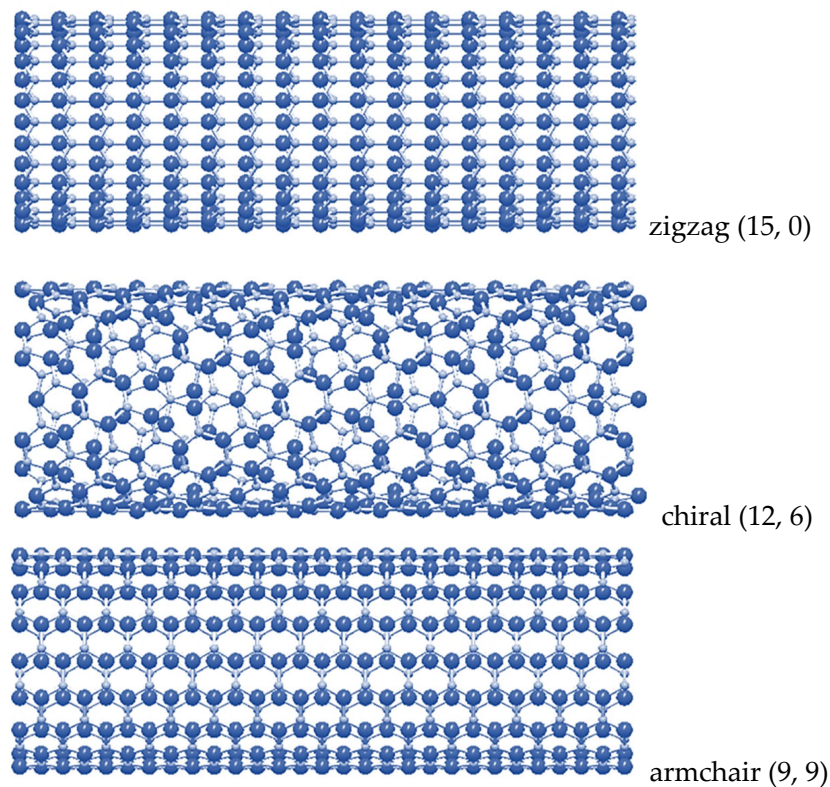 zigzag (15, 0)
chiral (12, 6)
armchair (9, 9)